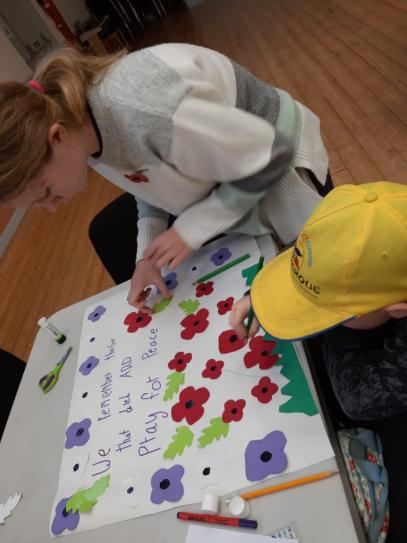 We remember those
that died AND
Pray for Peace